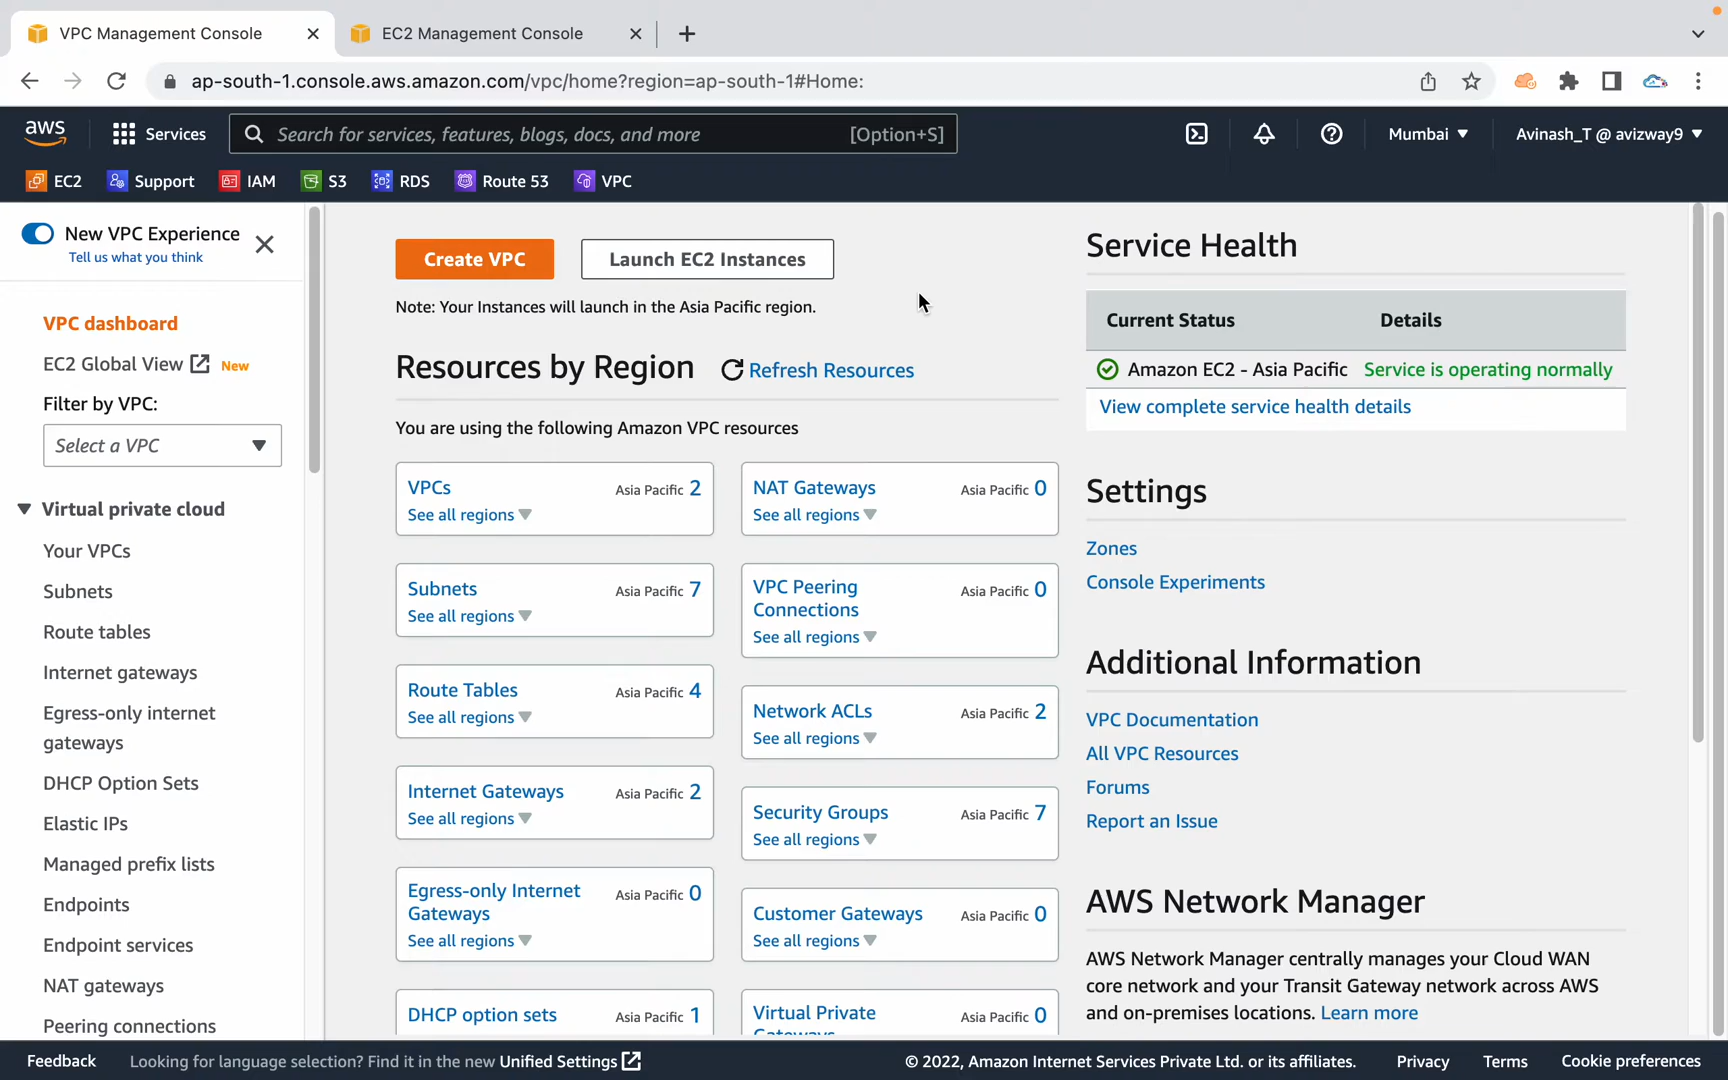 VPC Management Console
EC2 Management Console
ap-south-1.console.aws.amazon.com/vpc/home?region=ap-south-1#Home:
aws
Services
Search for services, features, blogs, docs, and more [Option+S]
Mumbai
Avinash_T @ avizway9
EC2
Support
IAM
S3
RDS
Route 53
VPC
New VPC Experience
Tell us what you think
VPC dashboard
EC2 Global View New
Filter by VPC:
Select a VPC
Virtual private cloud
Your VPCs
Subnets
Route tables
Internet gateways
Egress-only internet
gateways
DHCP Option Sets
Elastic IPs
Managed prefix lists
Endpoints
Endpoint services
NAT gateways
Peering connections
Create VPC
Launch EC2 Instances
Note: Your Instances will launch in the Asia Pacific region.
Resources by Region
Refresh Resources
You are using the following Amazon VPC resources
VPCs Asia Pacific 2
See all regions
NAT Gateways Asia Pacific 0
See all regions
Subnets Asia Pacific 7
See all regions
VPC Peering
Connections Asia Pacific 0
See all regions
Route Tables Asia Pacific 4
See all regions
Network ACLs Asia Pacific 2
See all regions
Internet Gateways Asia Pacific 2
See all regions
Security Groups Asia Pacific 7
See all regions
Egress-only Internet
Gateways Asia Pacific 0
See all regions
Customer Gateways Asia Pacific 0
See all regions
DHCP option sets Asia Pacific 1
Virtual Private
Gateways Asia Pacific 0
Service Health
Current Status Details
Amazon EC2 - Asia Pacific Service is operating normally
View complete service health details
Settings
Zones
Console Experiments
Additional Information
VPC Documentation
All VPC Resources
Forums
Report an Issue
AWS Network Manager
AWS Network Manager centrally manages your Cloud WAN
core network and your Transit Gateway network across AWS
and on-premises locations. Learn more
Feedback
Looking for language selection? Find it in the new Unified Settings
© 2022, Amazon Internet Services Private Ltd. or its affiliates.
Privacy
Terms
Cookie preferences